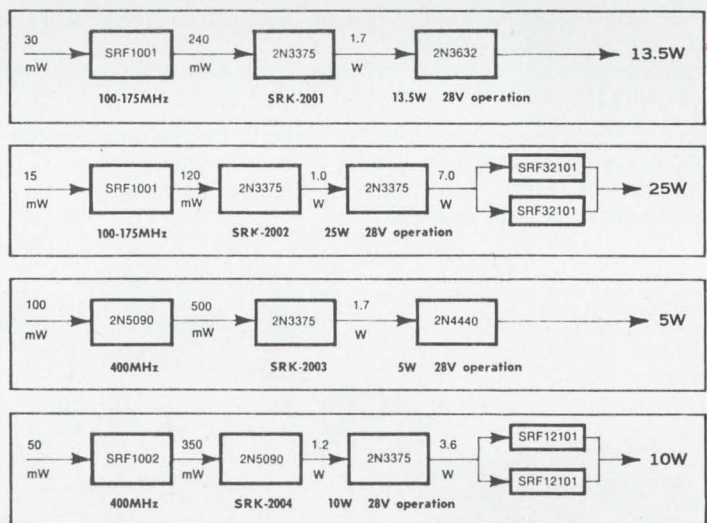 30 240 1.7
SRF1001 2N3375 2N3632 13.5W
mW mW W
100-175MHz SRK-2001 13.5W 28V operation
15 120 1.0 7.0 SRF32101
SRF1001 2N3375 2N3375 25W
mW mW W W SRF32101
100-175MHz SRK-2002 25W 28V operation
100 500 1.7
2N5090 2N3375 2N4440 5W
mW mW W
400MHz SRK-2003 5W 28V operation
50 350 1.2 3.6 SRF12101
SRF1002 2N5090 2N3375 10W
mW mW W W SRF12101
400MHz SRK-2004 10W 28V operation